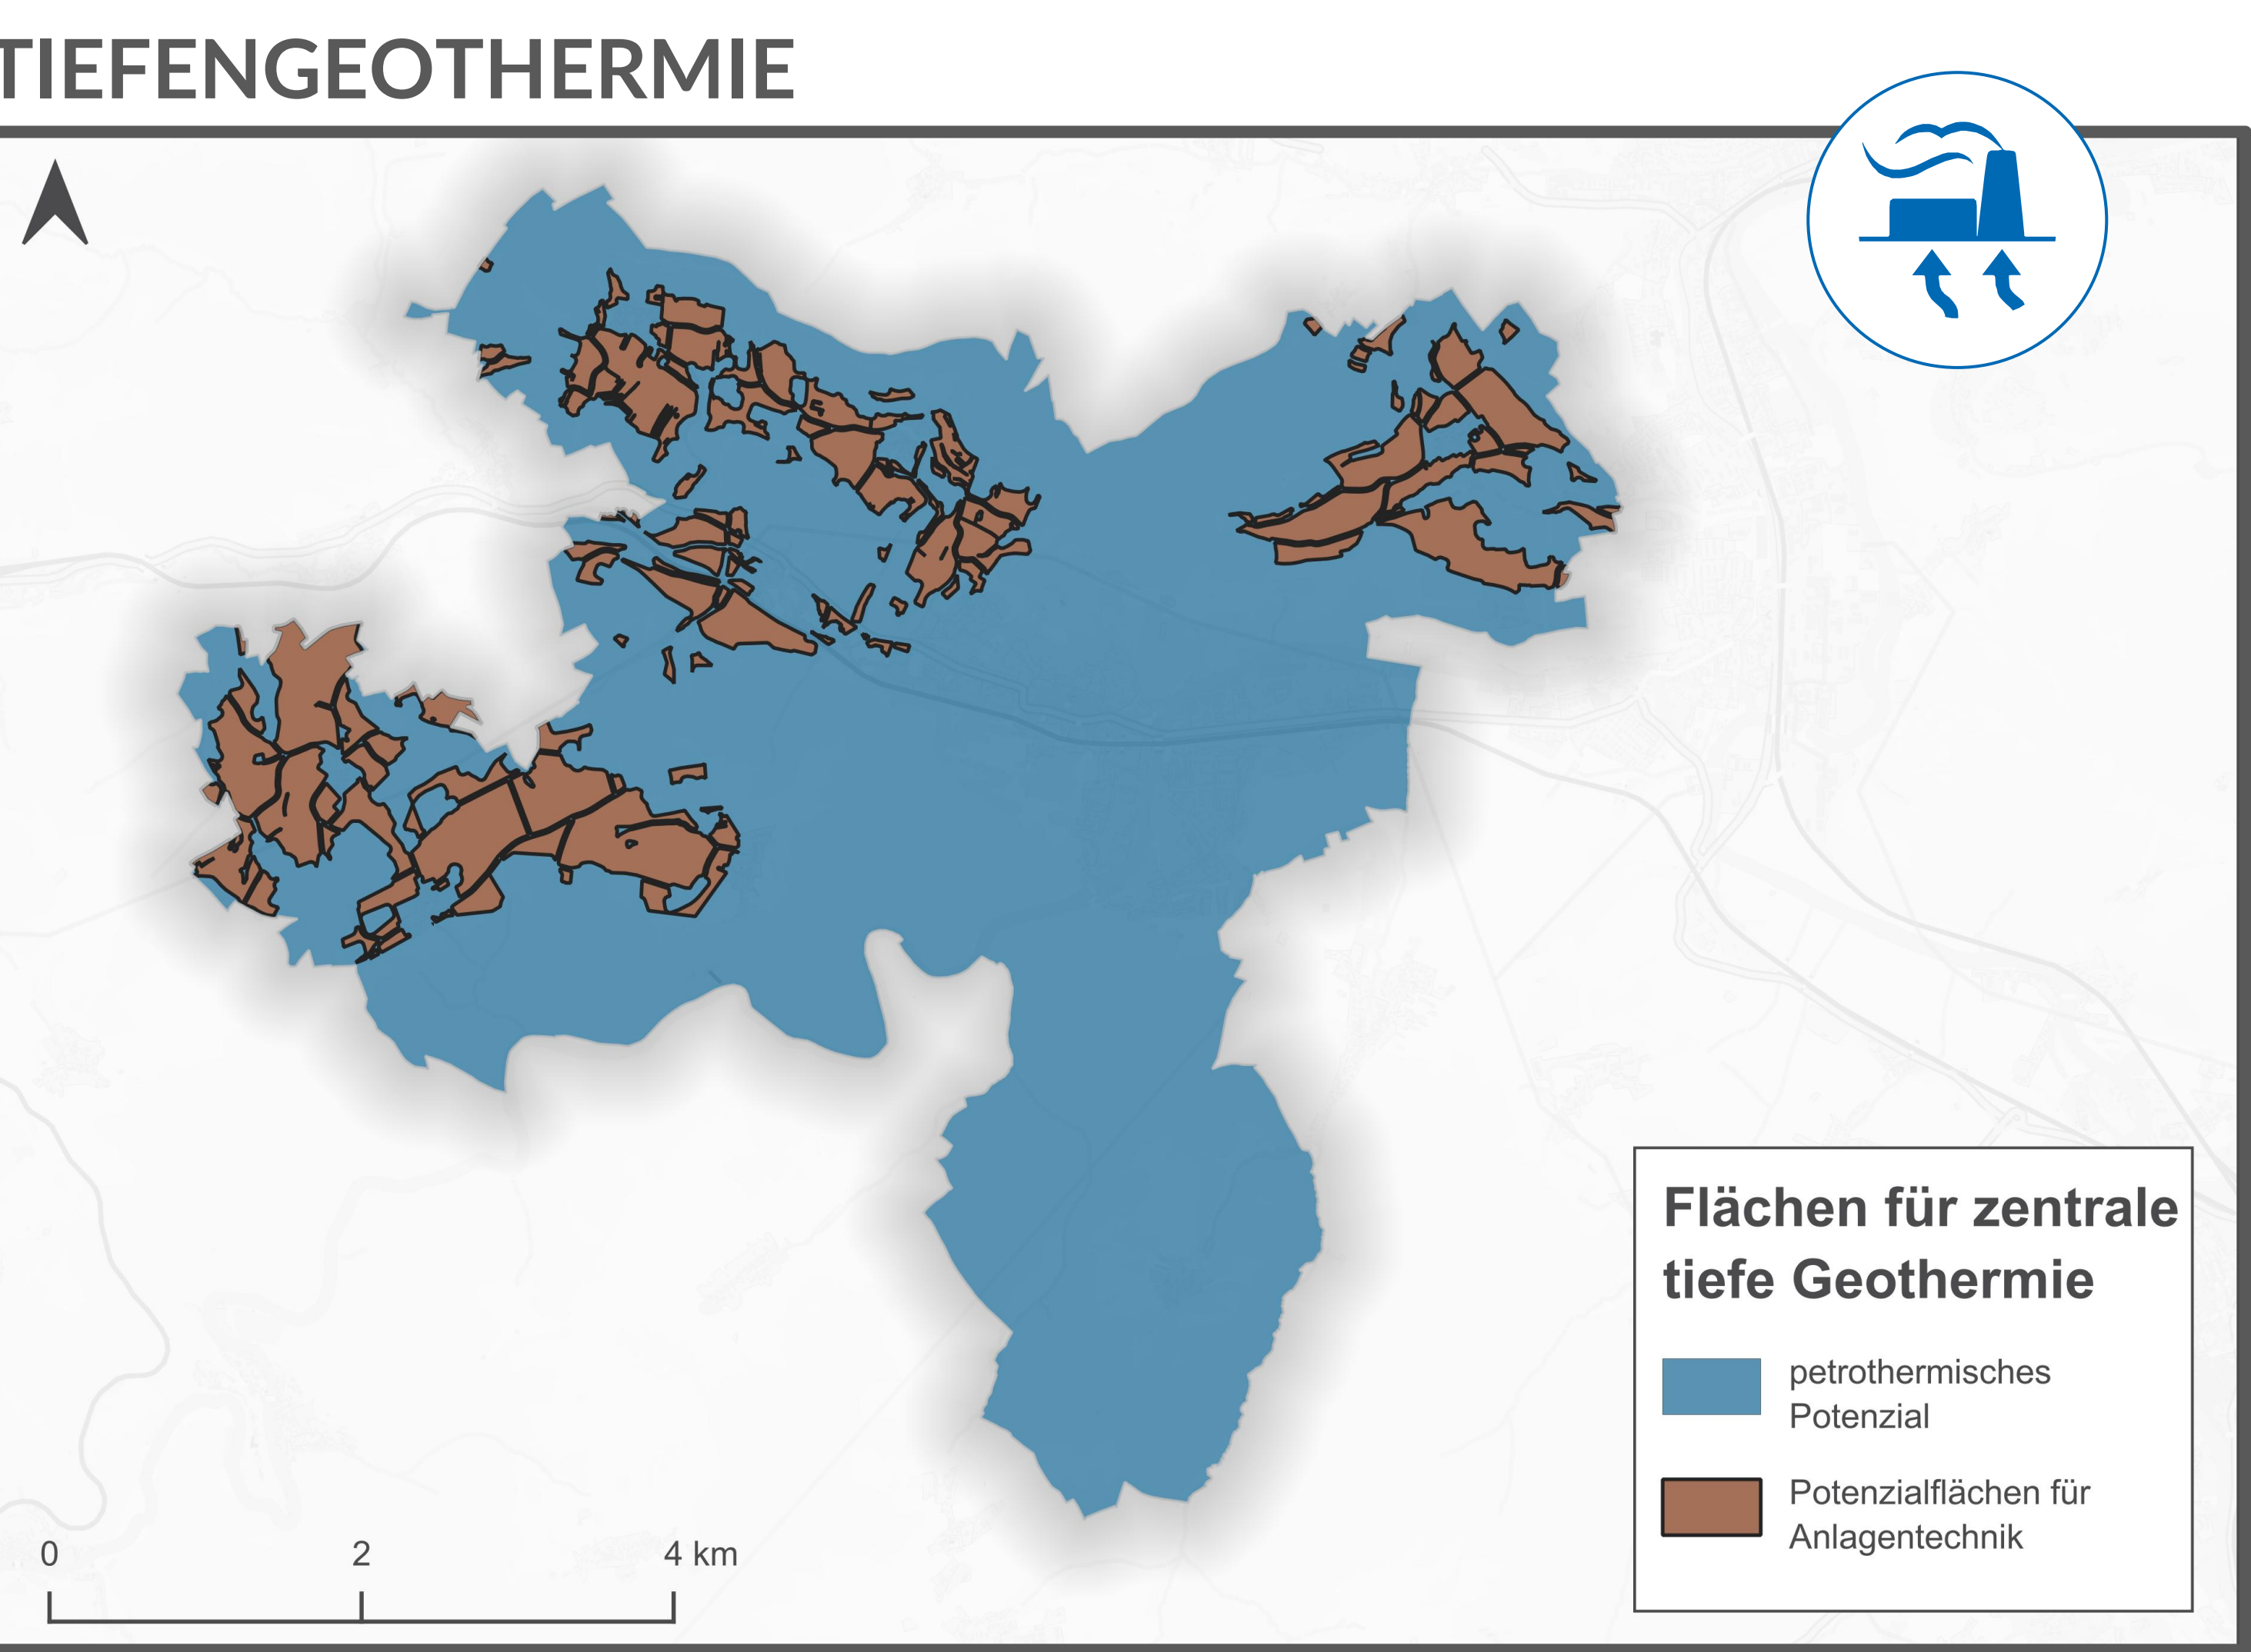 TIEFENGEOTHERMIE
Flächen für zentrale
tiefe Geothermie
petrothermisches
Potenzial
Potenzialflächen für
Anlagentechnik
0 2 4 km